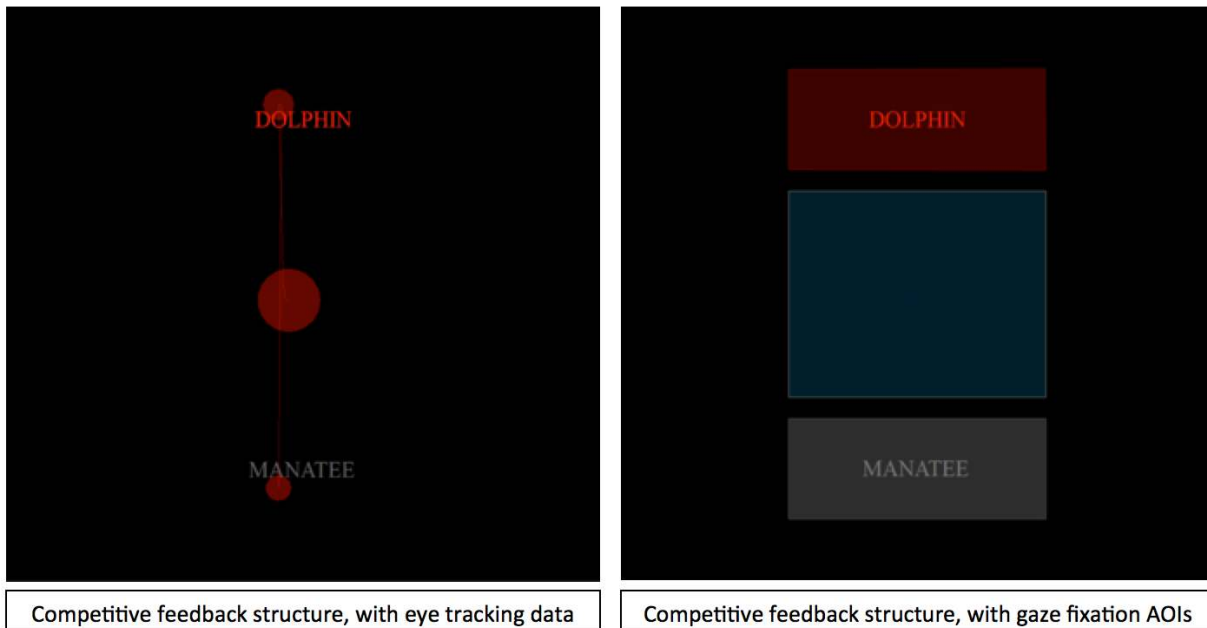 DOLPHIN
MANATEE
Competitive feedback structure, with eye tracking data
DOLPHIN
MANATEE
Competitive feedback structure, with gaze fixation AOIs